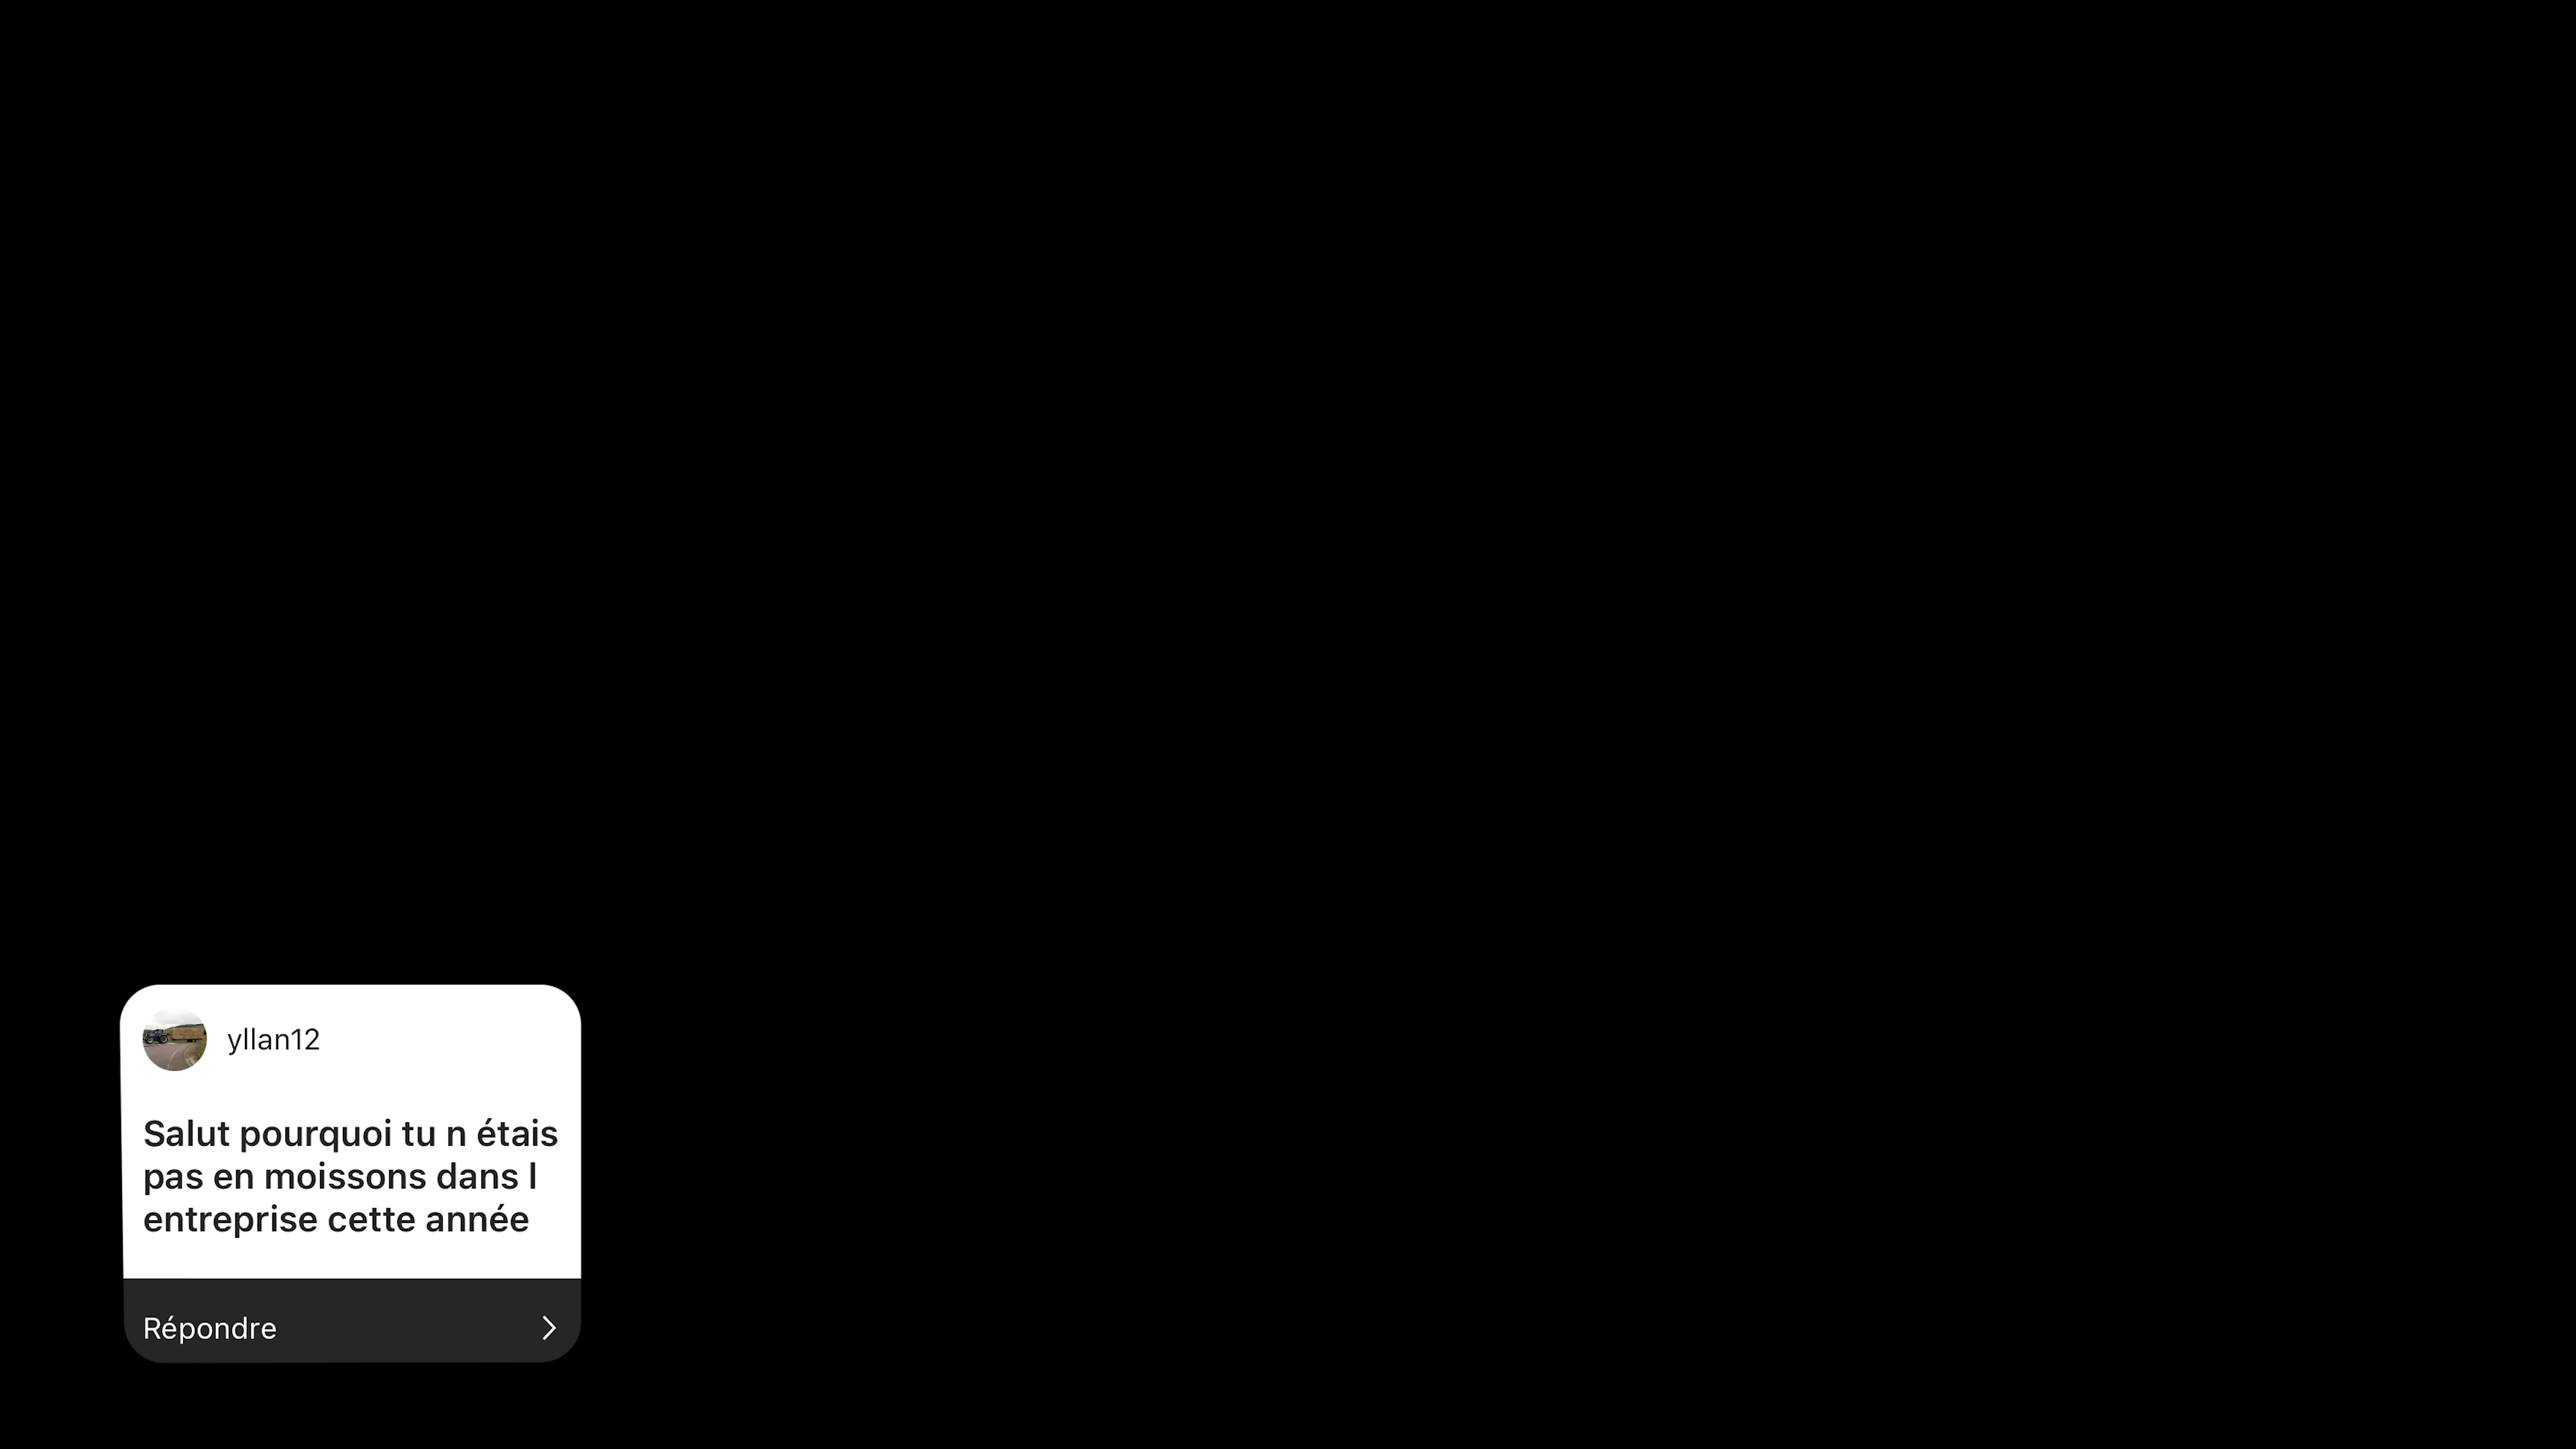 yllan12
Salut pourquoi tu n étais
pas en moissons dans l
entreprise cette année
Répondre